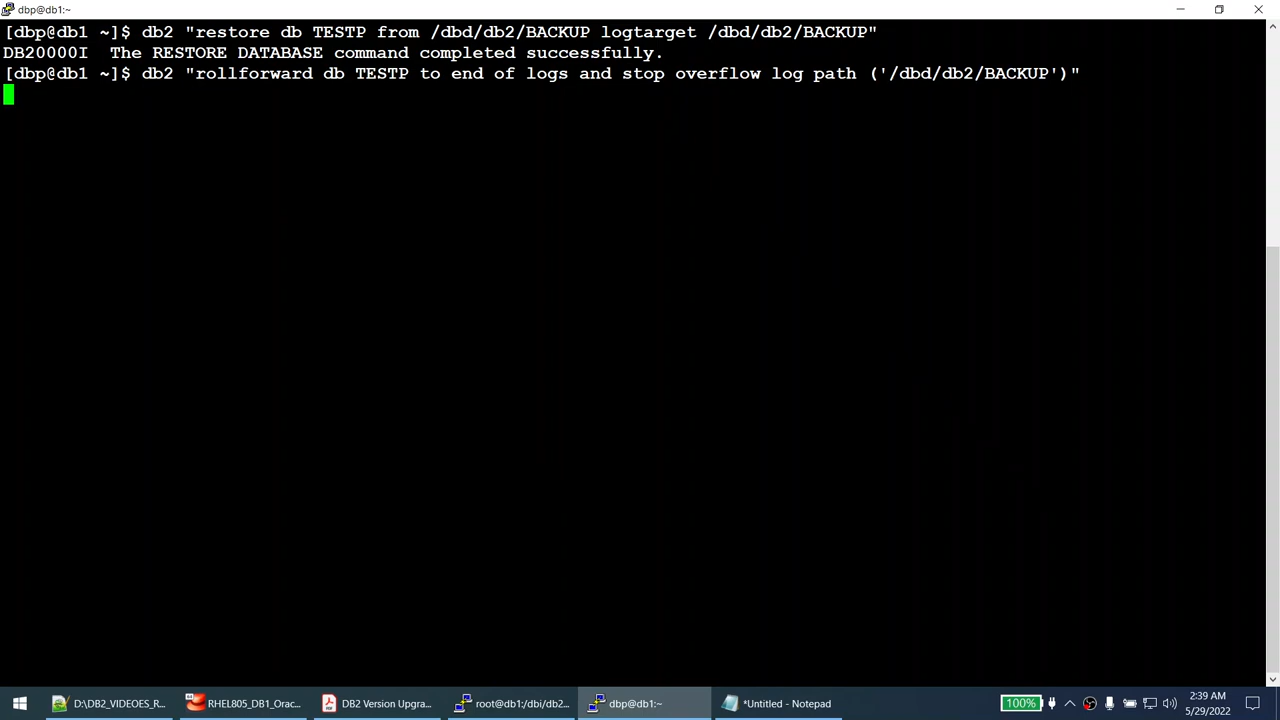 dbp@db1:~
[dbp@db1 ~]$ db2 "restore db TESTP from /dbd/db2/BACKUP logtarget /dbd/db2/BACKUP"
DB20000I  The RESTORE DATABASE command completed successfully.
[dbp@db1 ~]$ db2 "rollforward db TESTP to end of logs and stop overflow log path ('/dbd/db2/BACKUP')"
D:\DB2_VIDEOES_R...
RHEL805_DB1_Orac...
DB2 Version Upgra...
root@db1:/dbi/db2...
dbp@db1:~
*Untitled - Notepad
100%
2:39 AM
5/29/2022